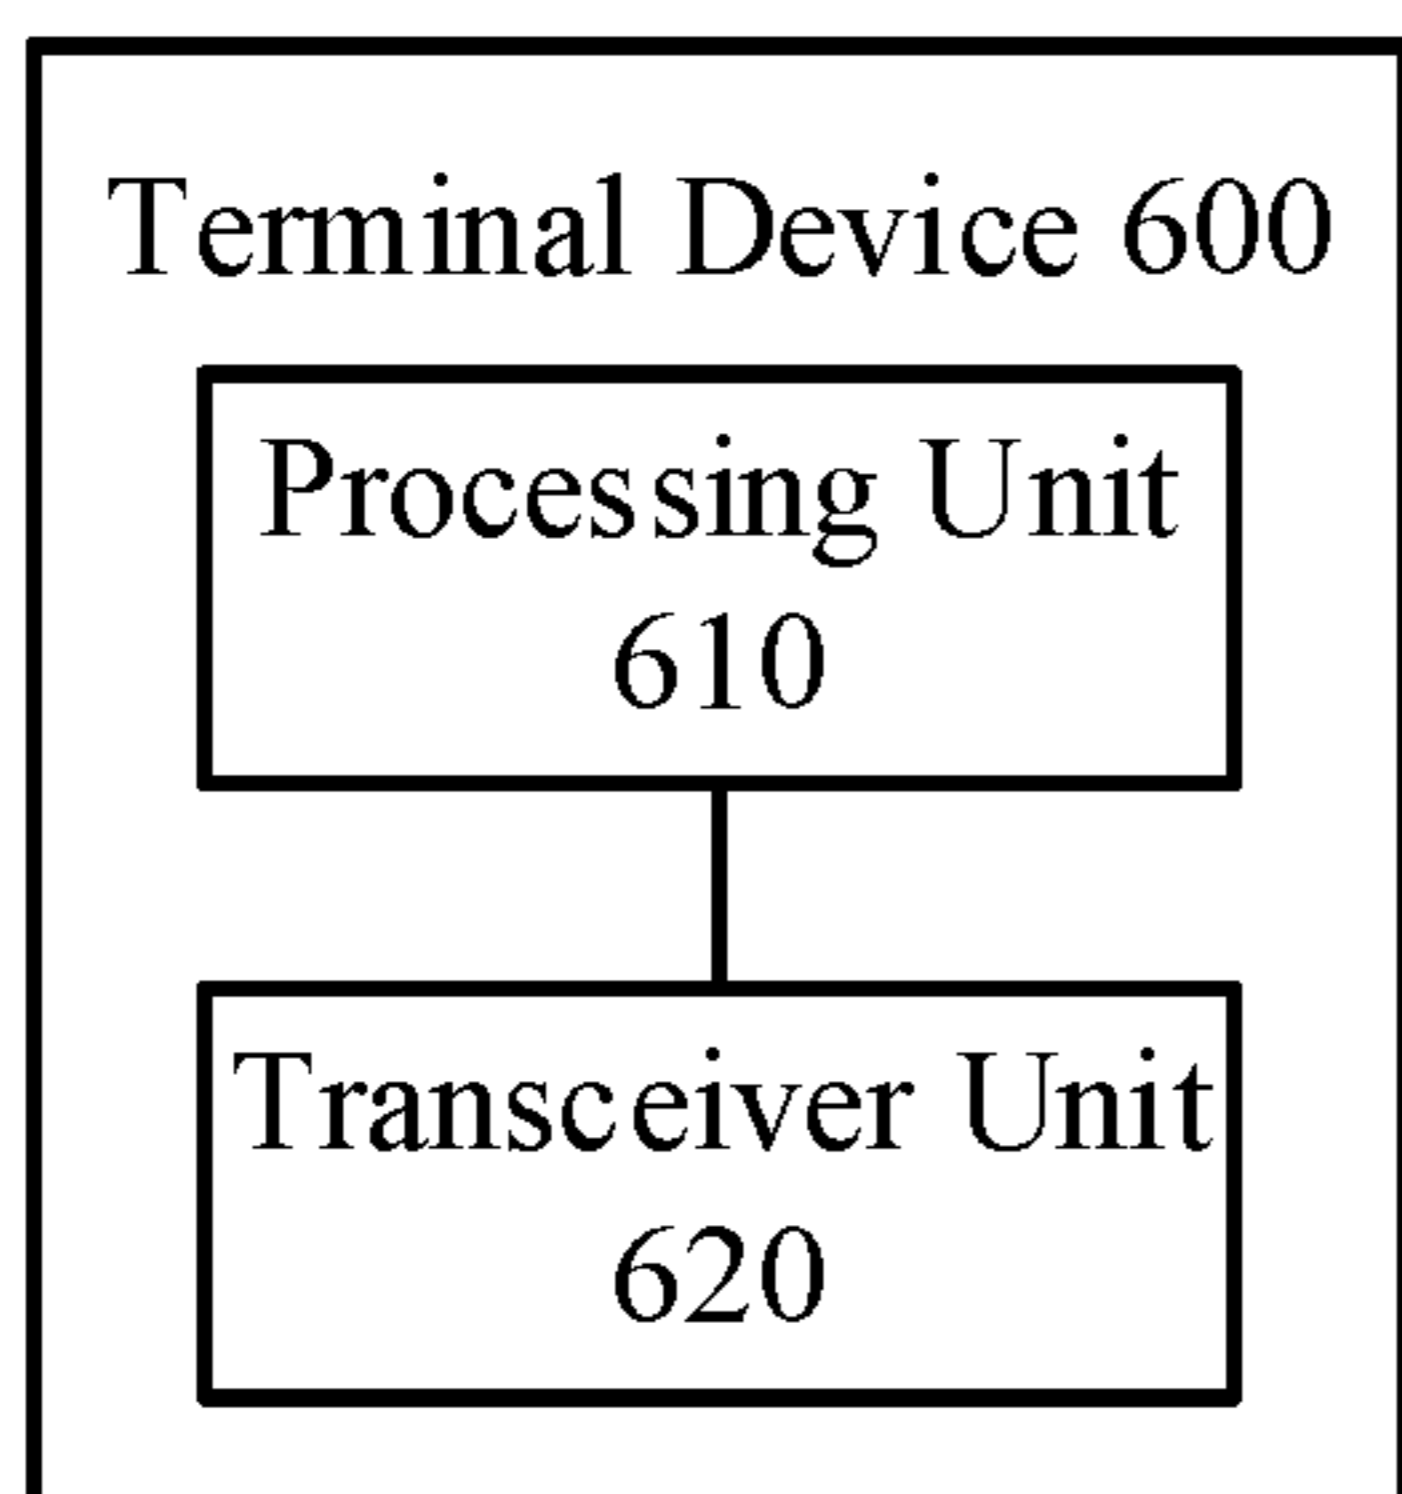 Terminal Device 600
Processing Unit
610
Transceiver Unit
620